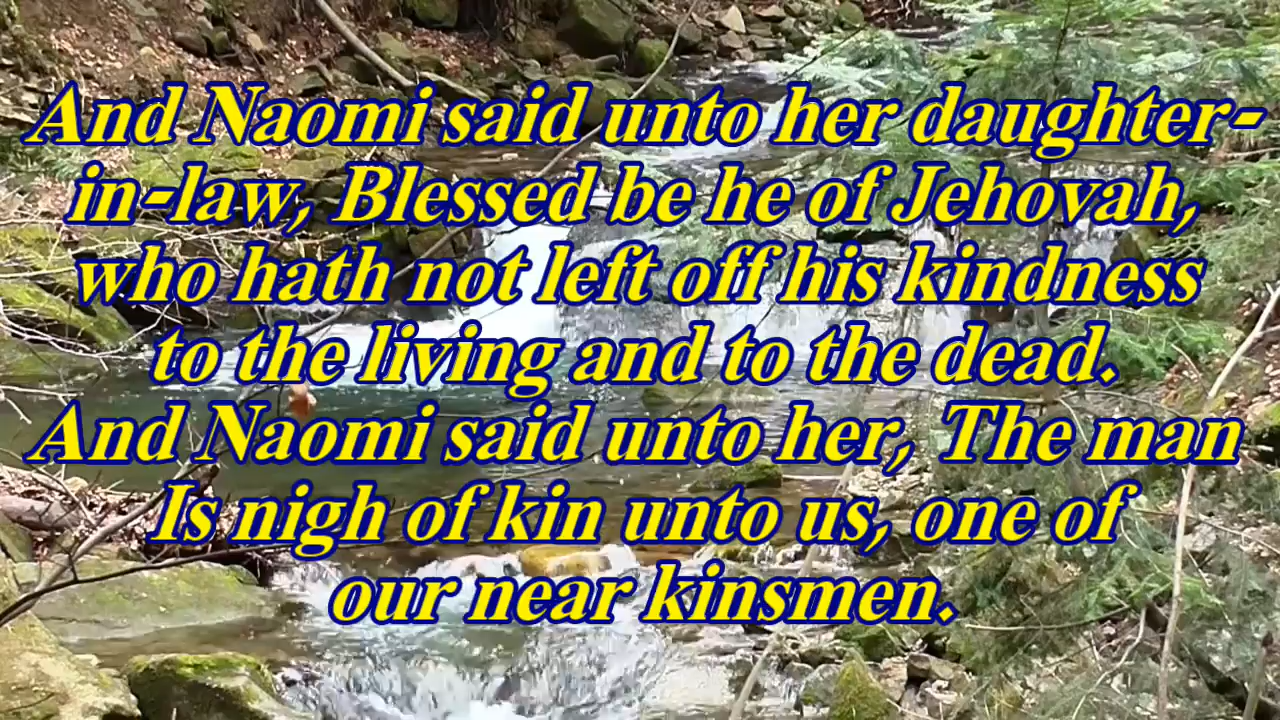 And Naomi said unto her daughter-
in-law, Blessed be he of Jehovah,
who hath not left off his kindness
to the living and to the dead.
And Naomi said unto her, The man
Is nigh of kin unto us, one of
our near kinsmen.